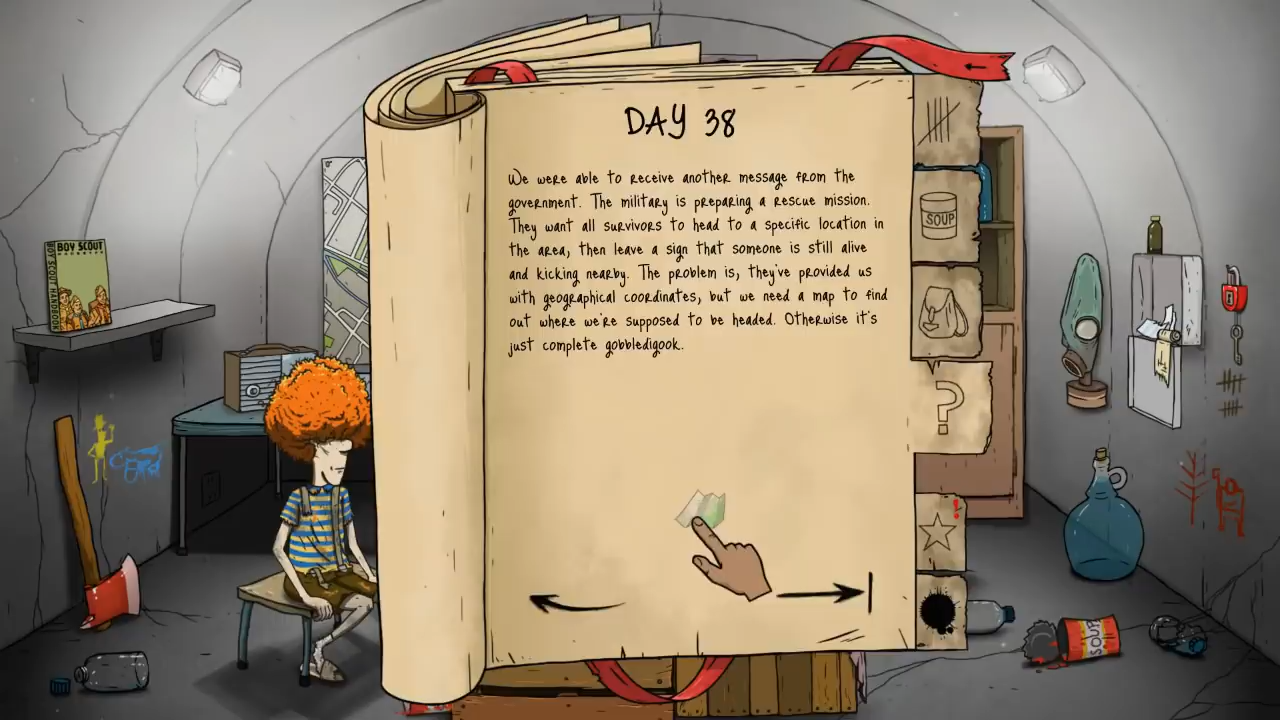 DAY 38
We were able to receive another message from the
government. The military is preparing a rescue mission.
They want all survivors to head to a specific location in
the area, then leave a sign that someone is still alive
and kicking nearby. The problem is, they've provided us
with geographical coordinates, but we need a map to find
out where we're supposed to be headed. Otherwise it's
just complete gobbledigook.
SOUP
?
!
BOY SCOUT
BOY SCOUT HANDBOOK
SOUP